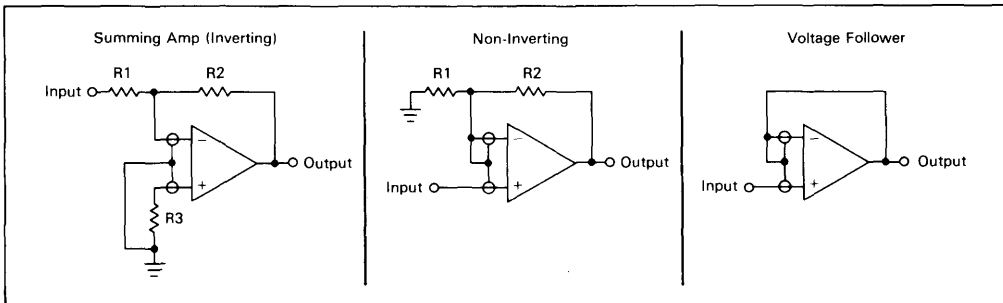 Summing Amp (Inverting)
R1
R2
Input
−
+
Output
R3
Non-Inverting
R1
R2
−
+
Input
Output
Voltage Follower
−
+
Input
Output